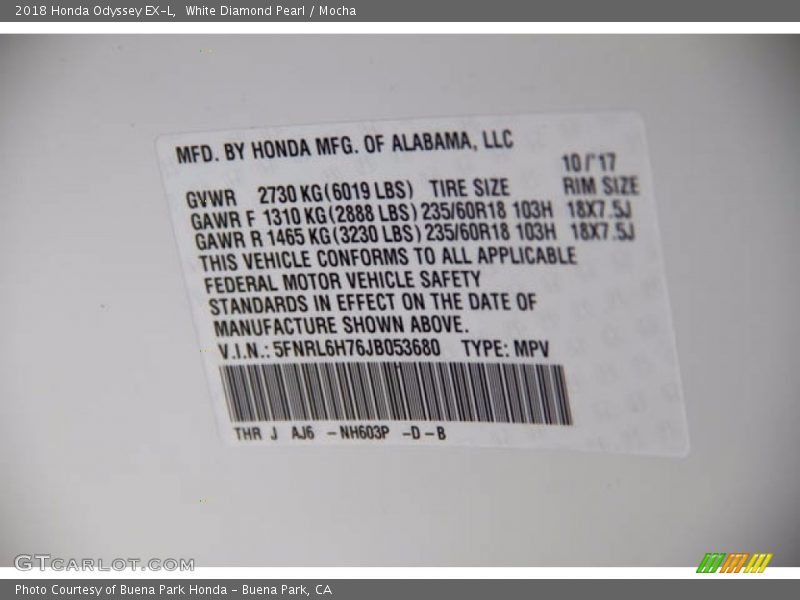 2018 Honda Odyssey EX-L,  White Diamond Pearl / Mocha
MFD. BY HONDA MFG. OF ALABAMA, LLC
10/'17
GVWR 2730 KG(6019 LBS) TIRE SIZE RIM SIZE
GAWR F 1310 KG(2888 LBS) 235/60R18 103H 18X7.5J
GAWR R 1465 KG(3230 LBS) 235/60R18 103H 18X7.5J
THIS VEHICLE CONFORMS TO ALL APPLICABLE
FEDERAL MOTOR VEHICLE SAFETY
STANDARDS IN EFFECT ON THE DATE OF
MANUFACTURE SHOWN ABOVE.
V.I.N.: 5FNRL6H76JB053680 TYPE: MPV
THR J AJ6 -NH603P -D-B
GTCARLOT.COM
Photo Courtesy of Buena Park Honda - Buena Park, CA